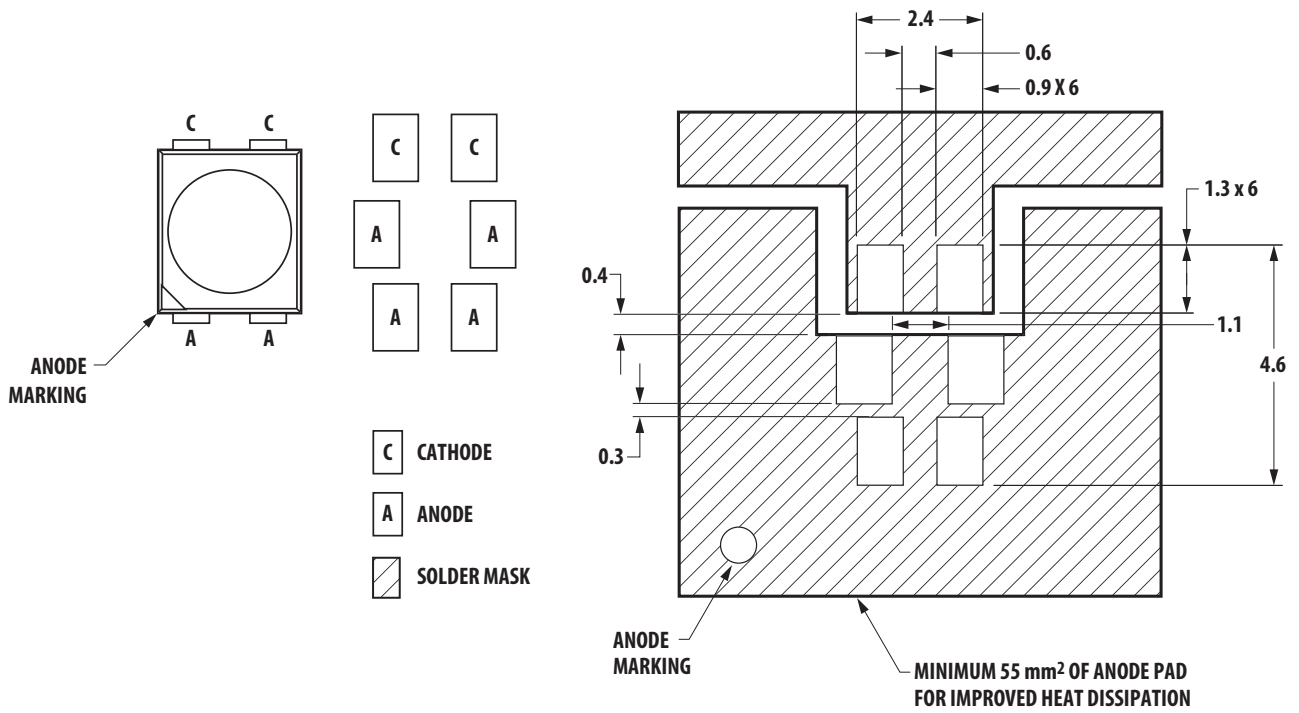 2.4
0.6
0.9 X 6
C C
C C
1.3 x 6
A A
0.4
1.1
A A
A A
4.6
ANODE
MARKING
0.3
C CATHODE
A ANODE
SOLDER MASK
ANODE
MARKING
MINIMUM 55 mm² OF ANODE PAD
FOR IMPROVED HEAT DISSIPATION